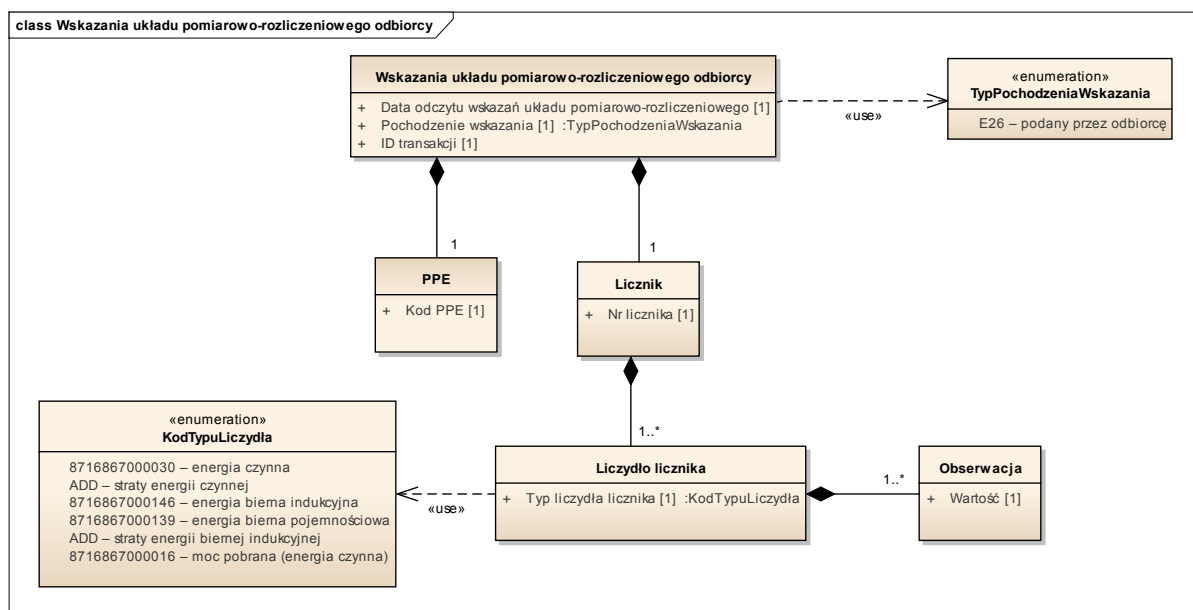 class Wskazania układu pomiarowo-rozliczeniowego odbiorcy
Wskazania układu pomiarowo-rozliczeniowego odbiorcy
+ Data odczytu wskazań układu pomiarowo-rozliczeniowego [1]
+ Pochodzenie wskazania [1] :TypPochodzeniaWskazania
+ ID transakcji [1]
«use»
«enumeration»
TypPochodzeniaWskazania
E26 – podany przez odbiorcę
1
1
PPE
+ Kod PPE [1]
Licznik
+ Nr licznika [1]
1..*
«enumeration»
KodTypuLiczydła
8716867000030 – energia czynna
ADD – straty energii czynnej
8716867000146 – energia bierna indukcyjna
8716867000139 – energia bierna pojemnościowa
ADD – straty energii biernej indukcyjnej
8716867000016 – moc pobrana (energia czynna)
«use»
Liczydło licznika
+ Typ liczydła licznika [1] :KodTypuLiczydła
1..*
Obserwacja
+ Wartość [1]